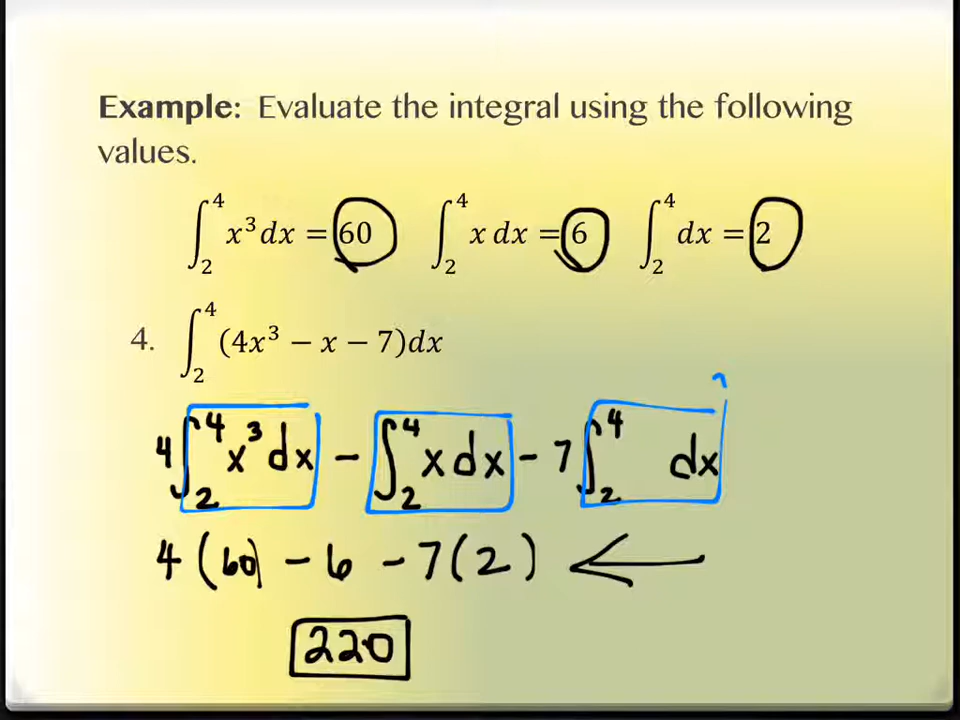 Example: Evaluate the integral using the following
values.
∫₂⁴ x³dx = 60 ∫₂⁴ x dx = 6 ∫₂⁴ dx = 2
4. ∫₂⁴ (4x³ − x − 7)dx
4∫₂⁴ x³dx − ∫₂⁴ xdx − 7∫₂⁴ dx
4(60) − 6 − 7(2) ←
220